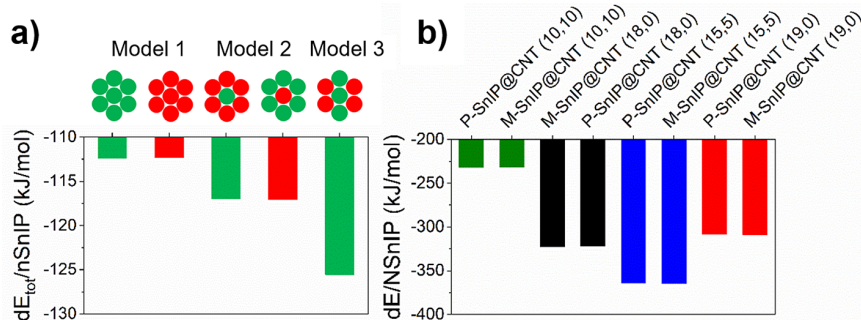 a)
Model 1 Model 2 Model 3
dEtot/nSnIP (kJ/mol)
-110
-115
-120
-125
-130
b)
P-SnIP@CNT (10,10)
M-SnIP@CNT (10,10)
M-SnIP@CNT (18,0)
P-SnIP@CNT (18,0)
P-SnIP@CNT (15,5)
M-SnIP@CNT (15,5)
P-SnIP@CNT (19,0)
M-SnIP@CNT (19,0)
dE/NSnIP (kJ/mol)
-200
-250
-300
-350
-400